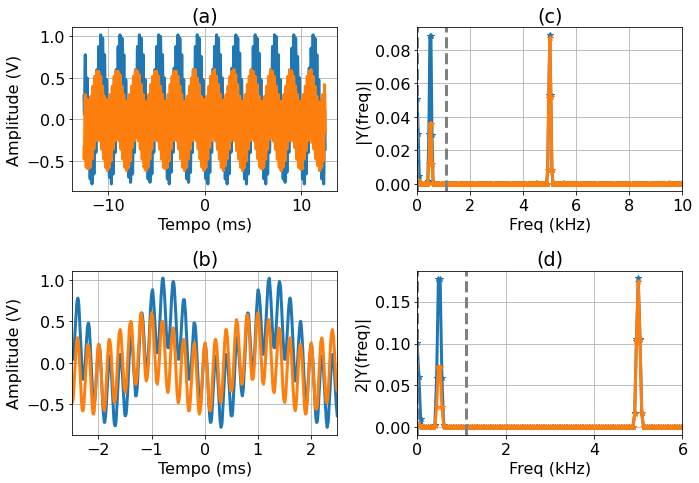 (a)
1.0
0.5
0.0
−0.5
Amplitude (V)
−10 0 10
Tempo (ms)
(c)
0.08
0.06
0.04
0.02
0.00
|Y(freq)|
0 2 4 6 8 10
Freq (kHz)
(b)
1.0
0.5
0.0
−0.5
Amplitude (V)
−2 −1 0 1 2
Tempo (ms)
(d)
0.15
0.10
0.05
0.00
2|Y(freq)|
0 2 4 6
Freq (kHz)